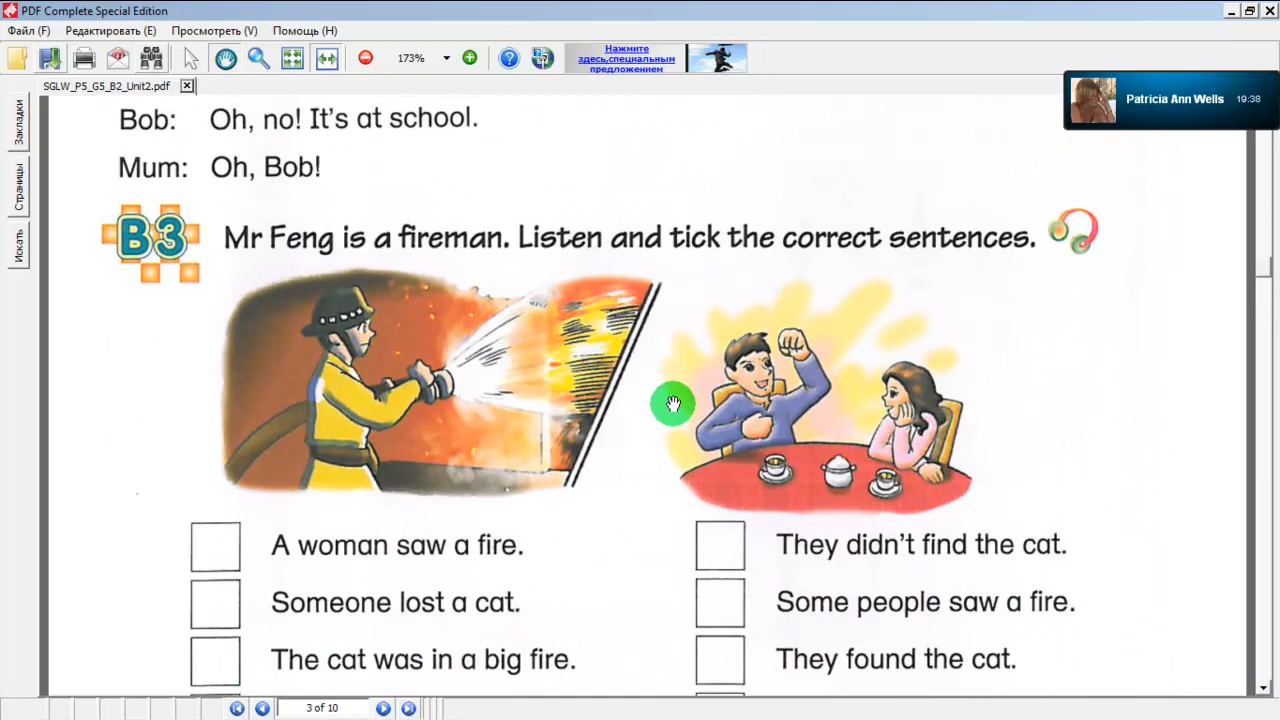 PDF Complete Special Edition
Файл (F) Редактировать (E) Просмотреть (V) Помощь (H)
173%
Нажмите
здесь,специальным
предложением
SGLW_P5_G5_B2_Unit2.pdf
Patricia Ann Wells 19:38
Закладки
Страницы
Искать
Bob: Oh, no! It's at school.
Mum: Oh, Bob!
B3 Mr Feng is a fireman. Listen and tick the correct sentences.
A woman saw a fire. They didn't find the cat.
Someone lost a cat. Some people saw a fire.
The cat was in a big fire. They found the cat.
3 of 10